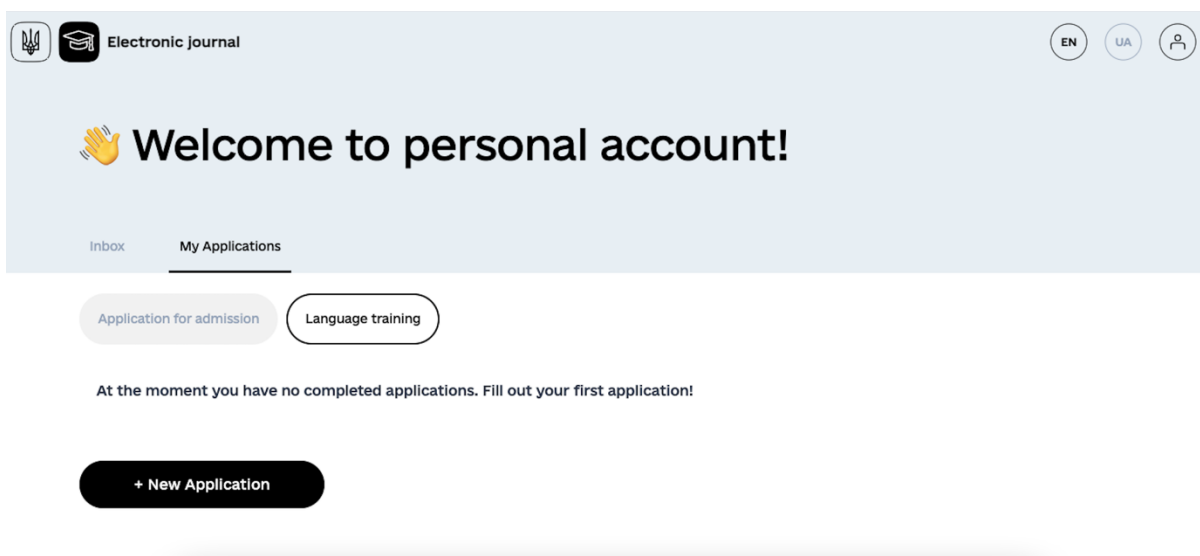 Electronic journal
EN
UA
👋 Welcome to personal account!
Inbox
My Applications
Application for admission
Language training
At the moment you have no completed applications. Fill out your first application!
+ New Application